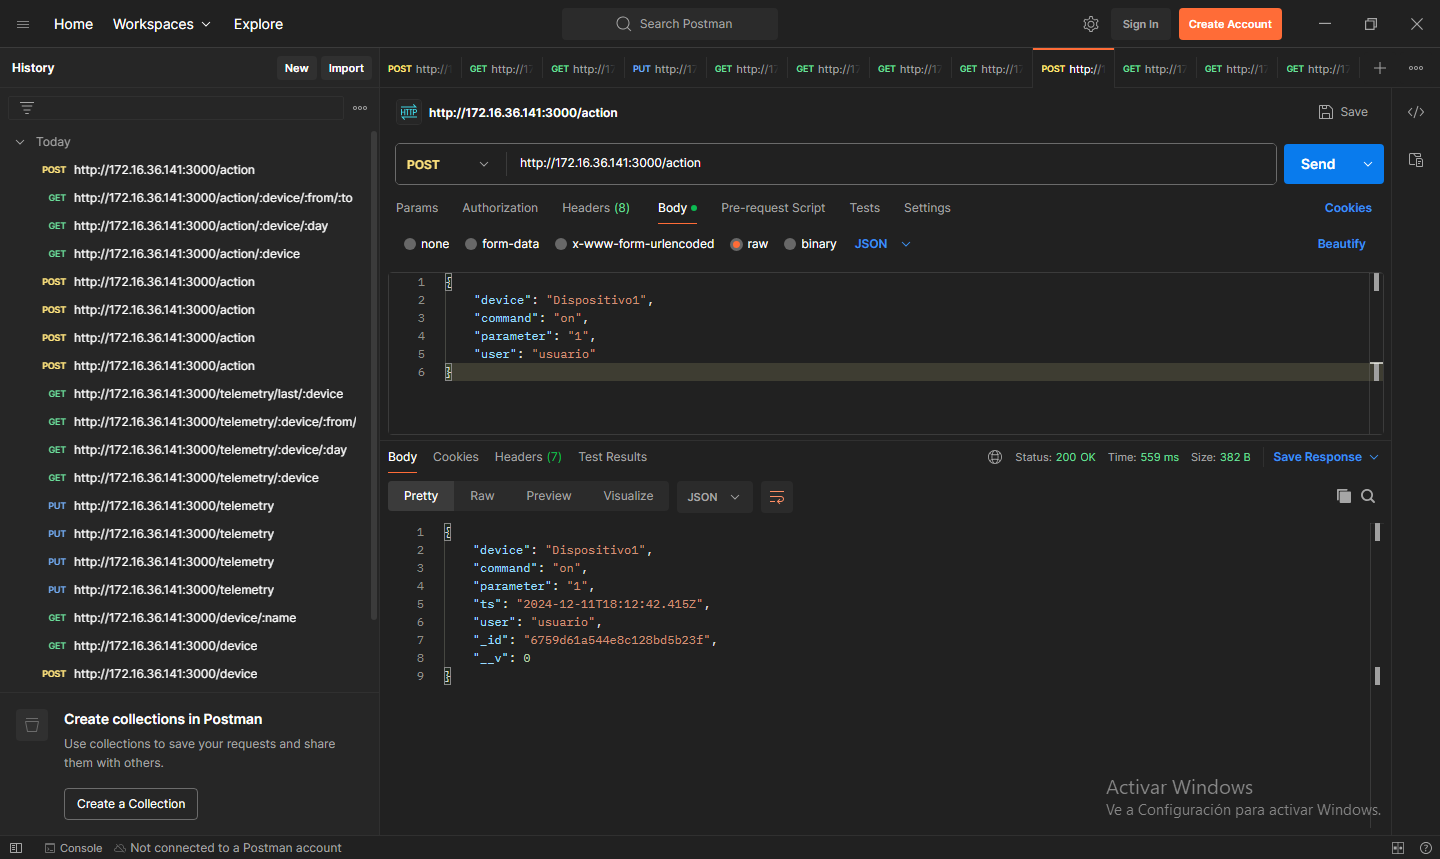 Home Workspaces Explore Search Postman Sign In Create Account
History New Import
POST http://1 GET http://17 GET http://17 PUT http://17 GET http://17 GET http://17 GET http://17 GET http://17 POST http://1 GET http://17 GET http://17 GET http://17
HTTP http://172.16.36.141:3000/action Save
Today
POST http://172.16.36.141:3000/action
GET http://172.16.36.141:3000/action/:device/:from/:to
GET http://172.16.36.141:3000/action/:device/:day
GET http://172.16.36.141:3000/action/:device
POST http://172.16.36.141:3000/action
POST http://172.16.36.141:3000/action
POST http://172.16.36.141:3000/action
POST http://172.16.36.141:3000/action
GET http://172.16.36.141:3000/telemetry/last/:device
GET http://172.16.36.141:3000/telemetry/:device/:from/
GET http://172.16.36.141:3000/telemetry/:device/:day
GET http://172.16.36.141:3000/telemetry/:device
PUT http://172.16.36.141:3000/telemetry
PUT http://172.16.36.141:3000/telemetry
PUT http://172.16.36.141:3000/telemetry
PUT http://172.16.36.141:3000/telemetry
GET http://172.16.36.141:3000/device/:name
GET http://172.16.36.141:3000/device
POST http://172.16.36.141:3000/device
Create collections in Postman
Use collections to save your requests and share
them with others.
Create a Collection
POST http://172.16.36.141:3000/action Send
Params Authorization Headers (8) Body Pre-request Script Tests Settings Cookies
none form-data x-www-form-urlencoded raw binary JSON Beautify
1 {
2 "device": "Dispositivo1",
3 "command": "on",
4 "parameter": "1",
5 "user": "usuario"
6 }
Body Cookies Headers (7) Test Results Status: 200 OK Time: 559 ms Size: 382 B Save Response
Pretty Raw Preview Visualize JSON
1 {
2 "device": "Dispositivo1",
3 "command": "on",
4 "parameter": "1",
5 "ts": "2024-12-11T18:12:42.415Z",
6 "user": "usuario",
7 "_id": "6759d61a544e8c128bd5b23f",
8 "__v": 0
9 }
Activar Windows
Ve a Configuración para activar Windows.
Console Not connected to a Postman account